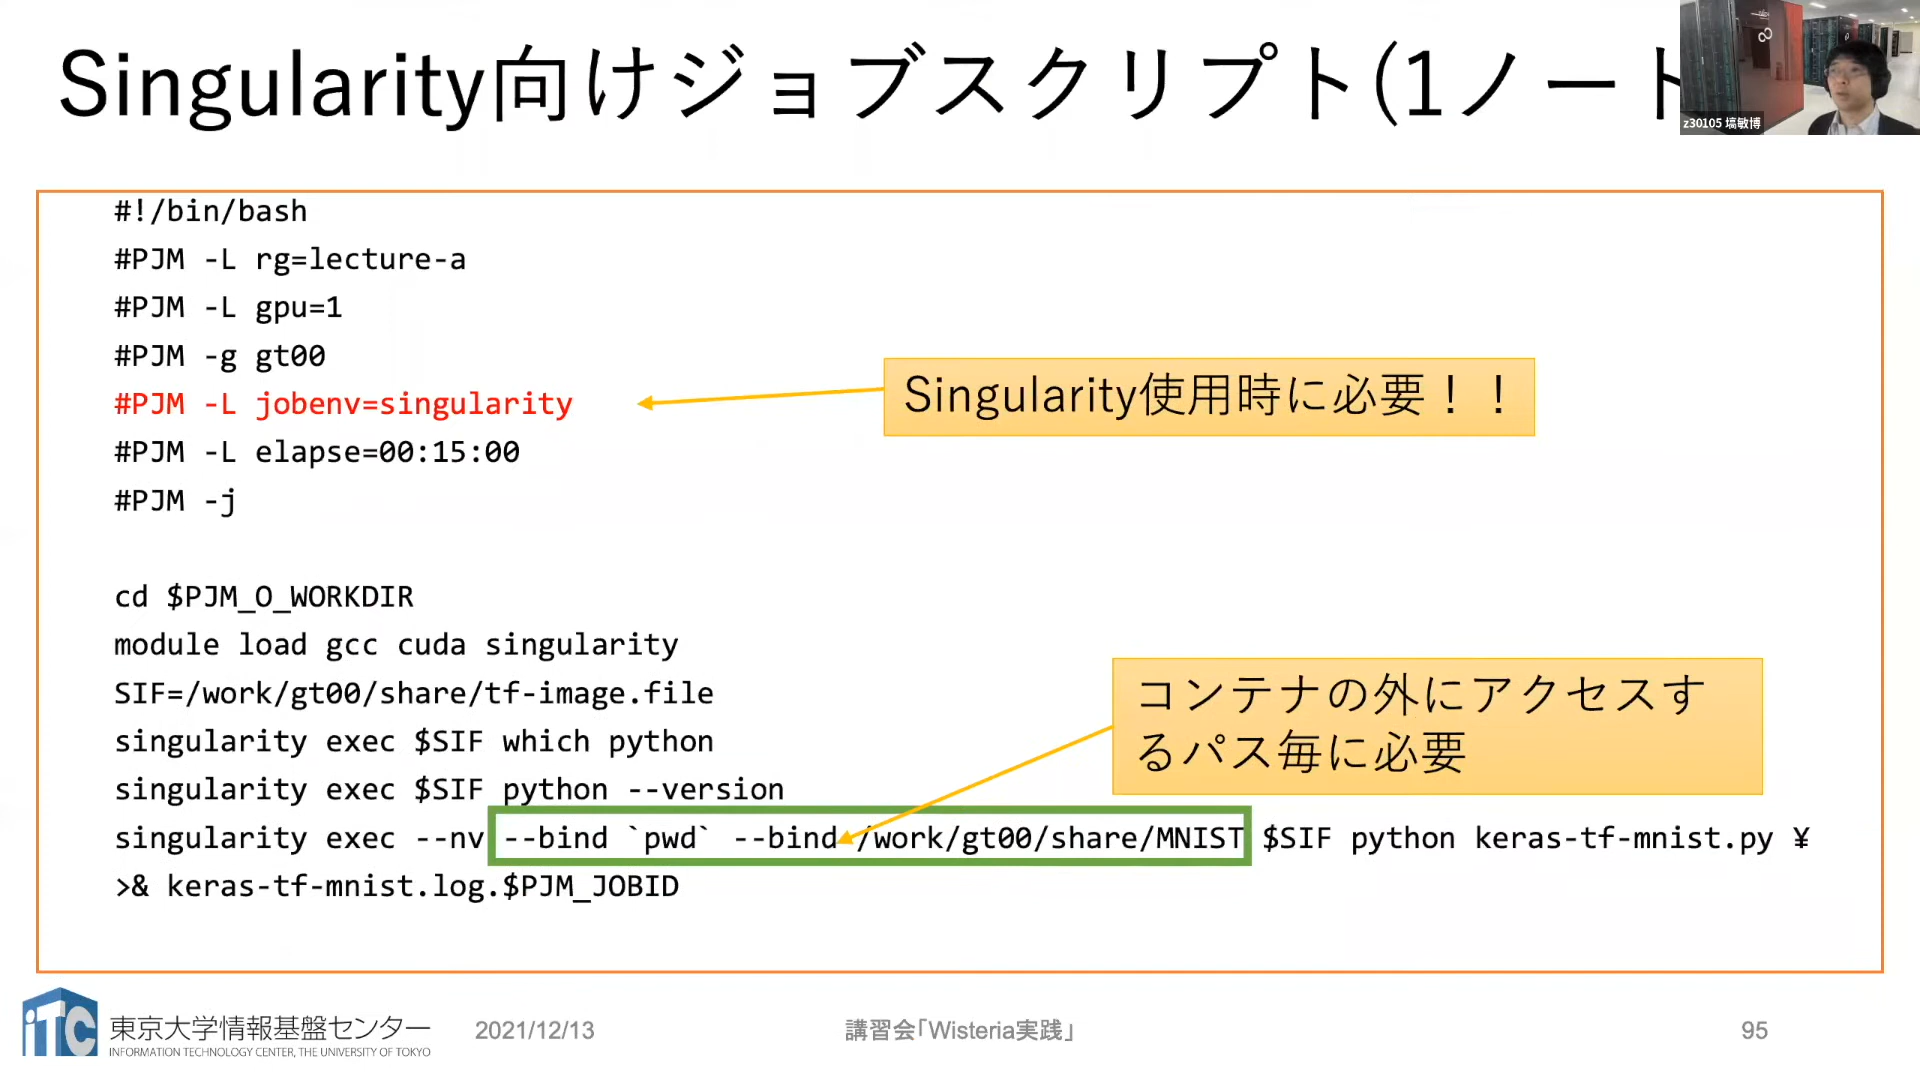 Singularity向けジョブスクリプト(1ノート
z30105 塙敏博
#!/bin/bash
#PJM -L rg=lecture-a
#PJM -L gpu=1
#PJM -g gt00
#PJM -L jobenv=singularity
Singularity使用時に必要！！
#PJM -L elapse=00:15:00
#PJM -j
cd $PJM_O_WORKDIR
module load gcc cuda singularity
SIF=/work/gt00/share/tf-image.file
singularity exec $SIF which python
singularity exec $SIF python --version
コンテナの外にアクセスす
るパス毎に必要
singularity exec --nv --bind `pwd` --bind /work/gt00/share/MNIST $SIF python keras-tf-mnist.py ¥
>& keras-tf-mnist.log.$PJM_JOBID
iTC
東京大学情報基盤センター
INFORMATION TECHNOLOGY CENTER, THE UNIVERSITY OF TOKYO
2021/12/13
講習会「Wisteria実践」
95